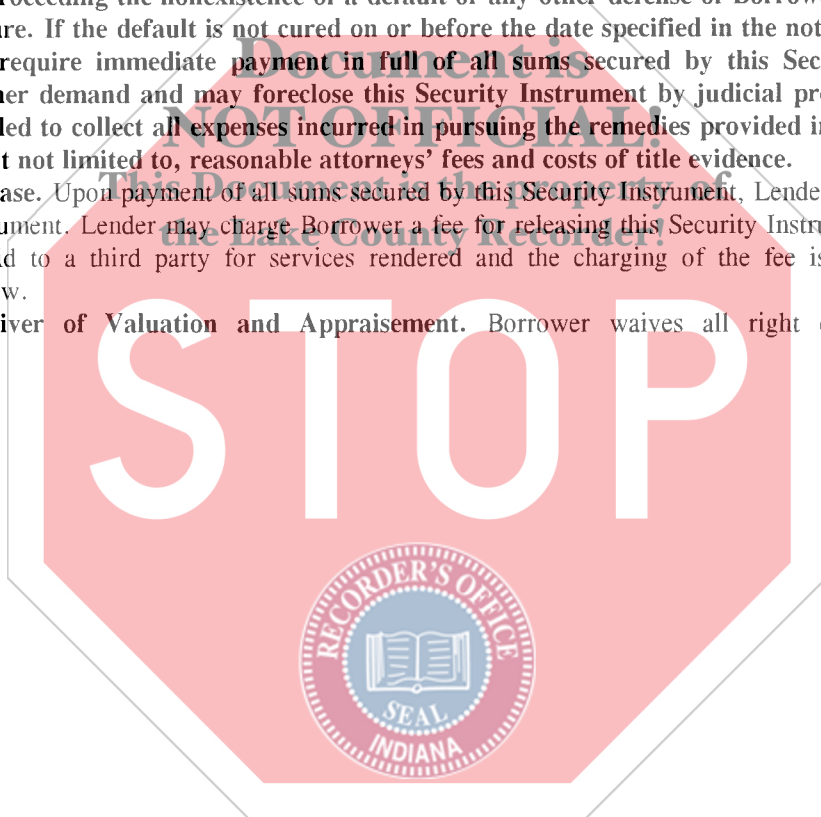 roceeding the nonexistence of a default or any other defense of Borrow
re. If the default is not cured on or before the date specified in the not
require immediate payment in full of all sums secured by this Sec
er demand and may foreclose this Security Instrument by judicial pr
led to collect all expenses incurred in pursuing the remedies provided i
t not limited to, reasonable attorneys' fees and costs of title evidence.
ase. Upon payment of all sums secured by this Security Instrument, Lende
ument. Lender may charge Borrower a fee for releasing this Security Instr
d to a third party for services rendered and the charging of the fee is
w.
iver of Valuation and Appraisement. Borrower waives all right
Document is
NOT OFFICIAL!
This Document is the property of
the Lake County Recorder!
STOP
RECORDER'S OFFICE
SEAL
INDIANA